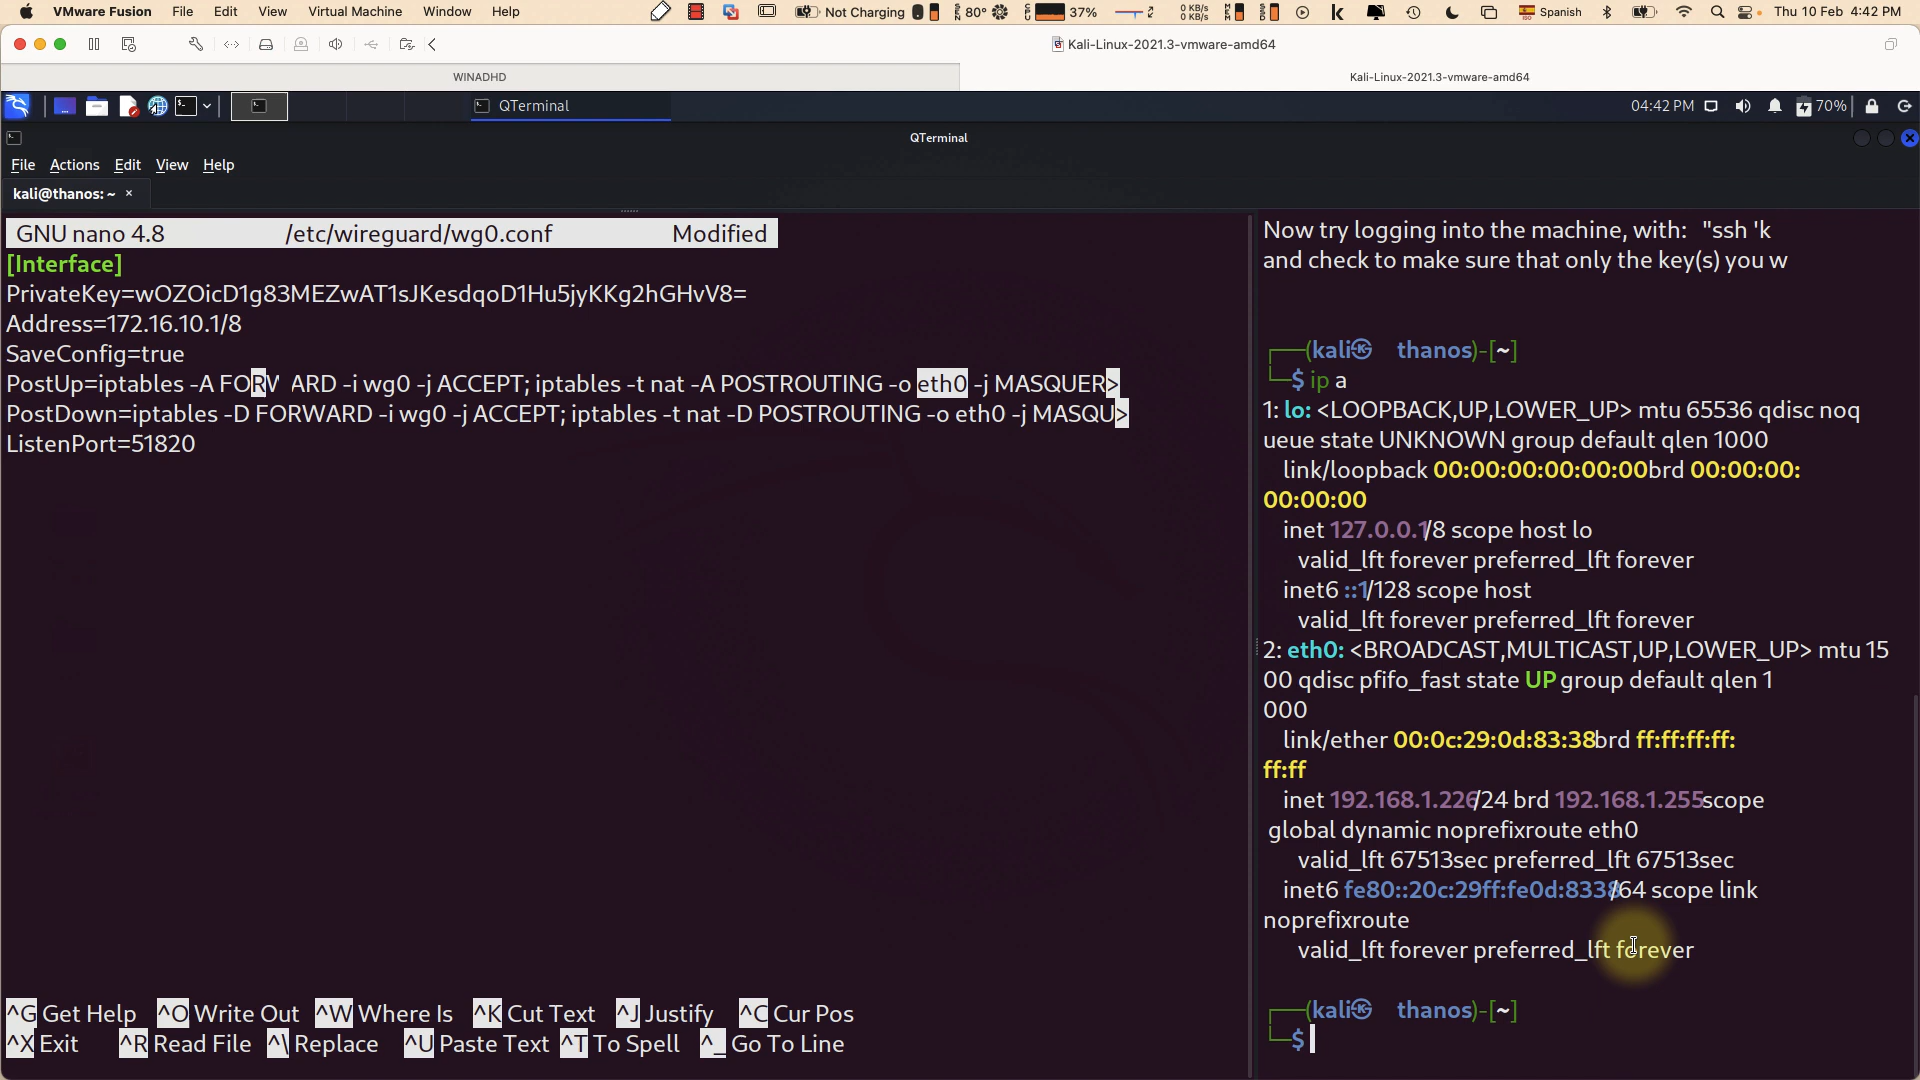 VMware Fusion File Edit View Virtual Machine Window Help Not Charging 80° 37% 0 KB/s 0 KB/s Spanish Thu 10 Feb 4:42 PM
Kali-Linux-2021.3-vmware-amd64
WINADHD Kali-Linux-2021.3-vmware-amd64
QTerminal 04:42 PM 70%
QTerminal
File Actions Edit View Help
kali@thanos: ~ ×
GNU nano 4.8 /etc/wireguard/wg0.conf Modified
[Interface]
PrivateKey=wOZOicD1g83MEZwAT1sJKesdqoD1Hu5jyKKg2hGHvV8=
Address=172.16.10.1/8
SaveConfig=true
PostUp=iptables -A FORWARD -i wg0 -j ACCEPT; iptables -t nat -A POSTROUTING -o eth0 -j MASQUER>
PostDown=iptables -D FORWARD -i wg0 -j ACCEPT; iptables -t nat -D POSTROUTING -o eth0 -j MASQU>
ListenPort=51820
^G Get Help ^O Write Out ^W Where Is ^K Cut Text ^J Justify ^C Cur Pos
^X Exit ^R Read File ^\ Replace ^U Paste Text ^T To Spell ^_ Go To Line
Now try logging into the machine, with: "ssh 'k
and check to make sure that only the key(s) you w
┌──(kali㉿ thanos)-[~]
└─$ ip a
1: lo: <LOOPBACK,UP,LOWER_UP> mtu 65536 qdisc noq
ueue state UNKNOWN group default qlen 1000
link/loopback 00:00:00:00:00:00brd 00:00:00:
00:00:00
inet 127.0.0.1/8 scope host lo
valid_lft forever preferred_lft forever
inet6 ::1/128 scope host
valid_lft forever preferred_lft forever
2: eth0: <BROADCAST,MULTICAST,UP,LOWER_UP> mtu 15
00 qdisc pfifo_fast state UP group default qlen 1
000
link/ether 00:0c:29:0d:83:38brd ff:ff:ff:ff:
ff:ff
inet 192.168.1.226/24 brd 192.168.1.255scope
global dynamic noprefixroute eth0
valid_lft 67513sec preferred_lft 67513sec
inet6 fe80::20c:29ff:fe0d:8338/64 scope link
noprefixroute
valid_lft forever preferred_lft forever
┌──(kali㉿ thanos)-[~]
└─$